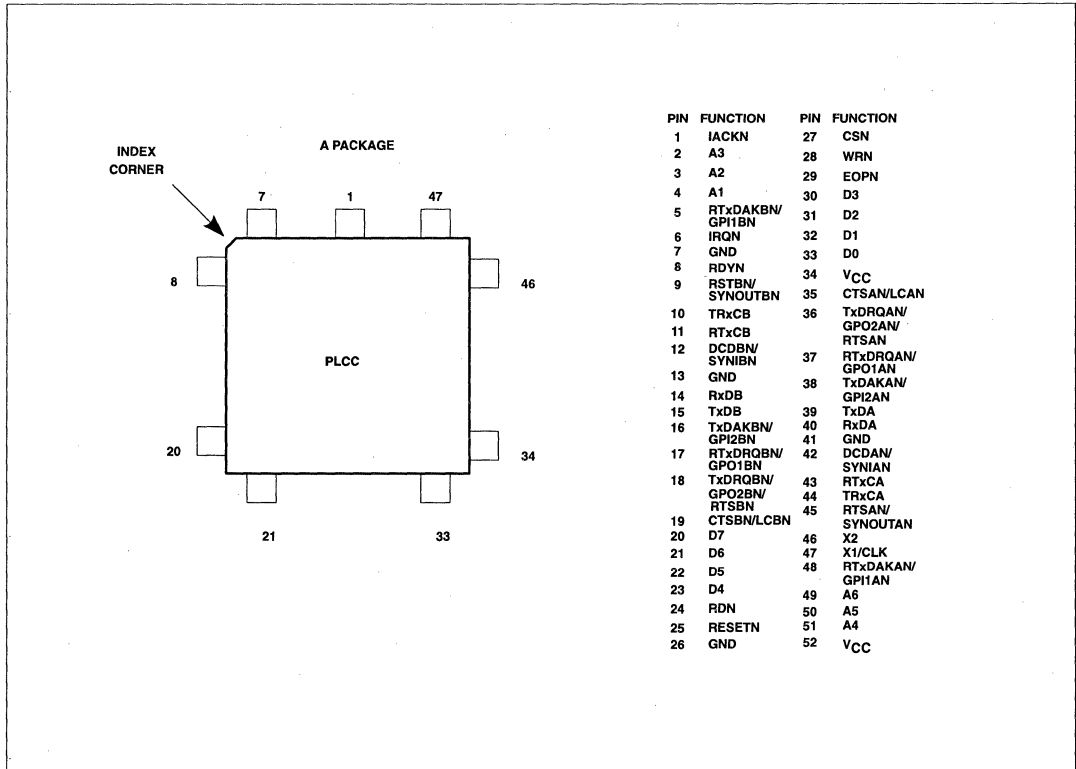 A PACKAGE
INDEX
CORNER
7
1
47
8
46
PLCC
20
34
21
33
PIN FUNCTION
1 IACKN
2 A3
3 A2
4 A1
5 RTxDAKBN/
GPI1BN
6 IRQN
7 GND
8 RDYN
9 RSTBN/
SYNOUTBN
10 TRxCB
11 RTxCB
12 DCDBN/
SYNIBN
13 GND
14 RxDB
15 TxDB
16 TxDAKBN/
GPI2BN
17 RTxDRQBN/
GPO1BN
18 TxDRQBN/
GPO2BN/
RTSBN
19 CTSBN/LCBN
20 D7
21 D6
22 D5
23 D4
24 RDN
25 RESETN
26 GND
PIN FUNCTION
27 CSN
28 WRN
29 EOPN
30 D3
31 D2
32 D1
33 D0
34 VCC
35 CTSAN/LCAN
36 TxDRQAN/
GPO2AN/
RTSAN
37 RTxDRQAN/
GPO1AN
38 TxDAKAN/
GPI2AN
39 TxDA
40 RxDA
41 GND
42 DCDAN/
SYNIAN
43 RTxCA
44 TRxCA
45 RTSAN/
SYNOUTAN
46 X2
47 X1/CLK
48 RTxDAKAN/
GPI1AN
49 A6
50 A5
51 A4
52 VCC